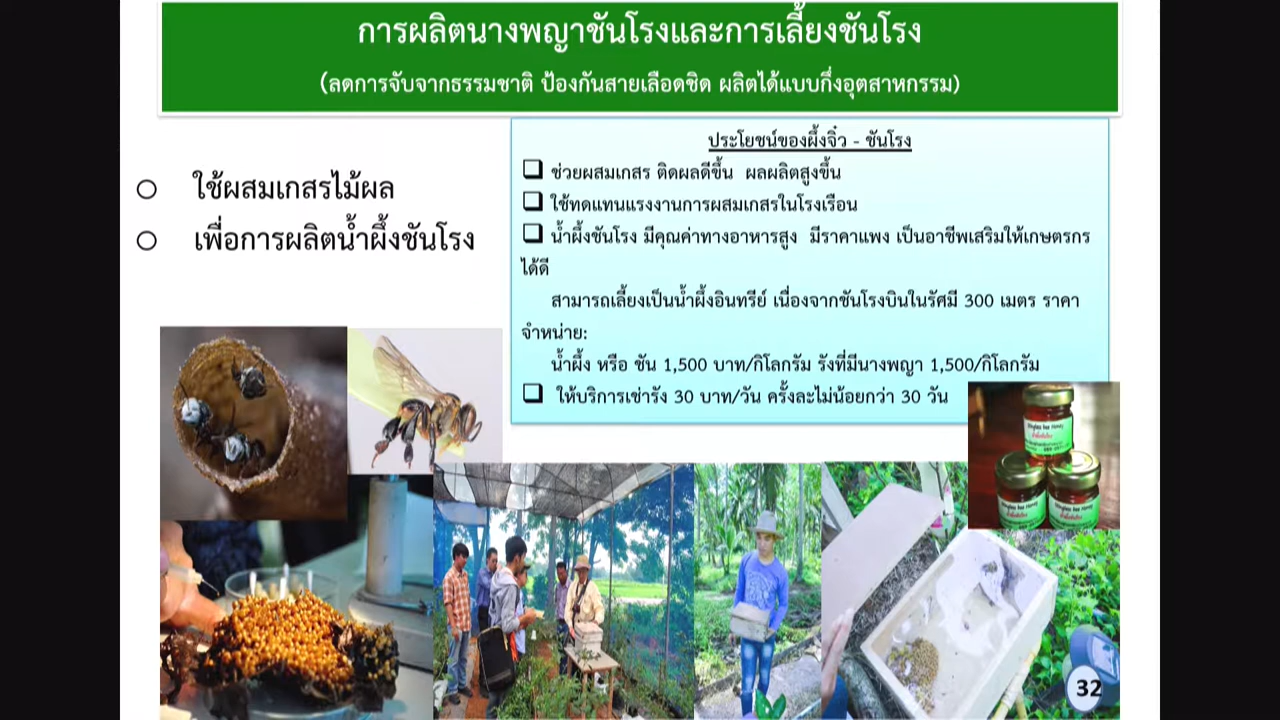 การผลิตนางพญาชันโรงและการเลี้ยงชันโรง
(ลดการจับจากธรรมชาติ ป้องกันสายเลือดชิด ผลิตได้แบบกึ่งอุตสาหกรรม)
ใช้ผสมเกสรไม้ผล
เพื่อการผลิตน้ำผึ้งชันโรง
ประโยชน์ของผึ้งจิ๋ว - ชันโรง
ช่วยผสมเกสร ติดผลดีขึ้น ผลผลิตสูงขึ้น
ใช้ทดแทนแรงงานการผสมเกสรในโรงเรือน
น้ำผึ้งชันโรง มีคุณค่าทางอาหารสูง มีราคาแพง เป็นอาชีพเสริมให้เกษตรกร
ได้ดี
สามารถเลี้ยงเป็นน้ำผึ้งอินทรีย์ เนื่องจากชันโรงบินในรัศมี 300 เมตร ราคา
จำหน่าย:
น้ำผึ้ง หรือ ชัน 1,500 บาท/กิโลกรัม รังที่มีนางพญา 1,500/กิโลกรัม
ให้บริการเช่ารัง 30 บาท/วัน ครั้งละไม่น้อยกว่า 30 วัน
Stingless bee Honey
น้ำผึ้งชันโรง
Stingless bee Honey
Stingless bee Honey
32